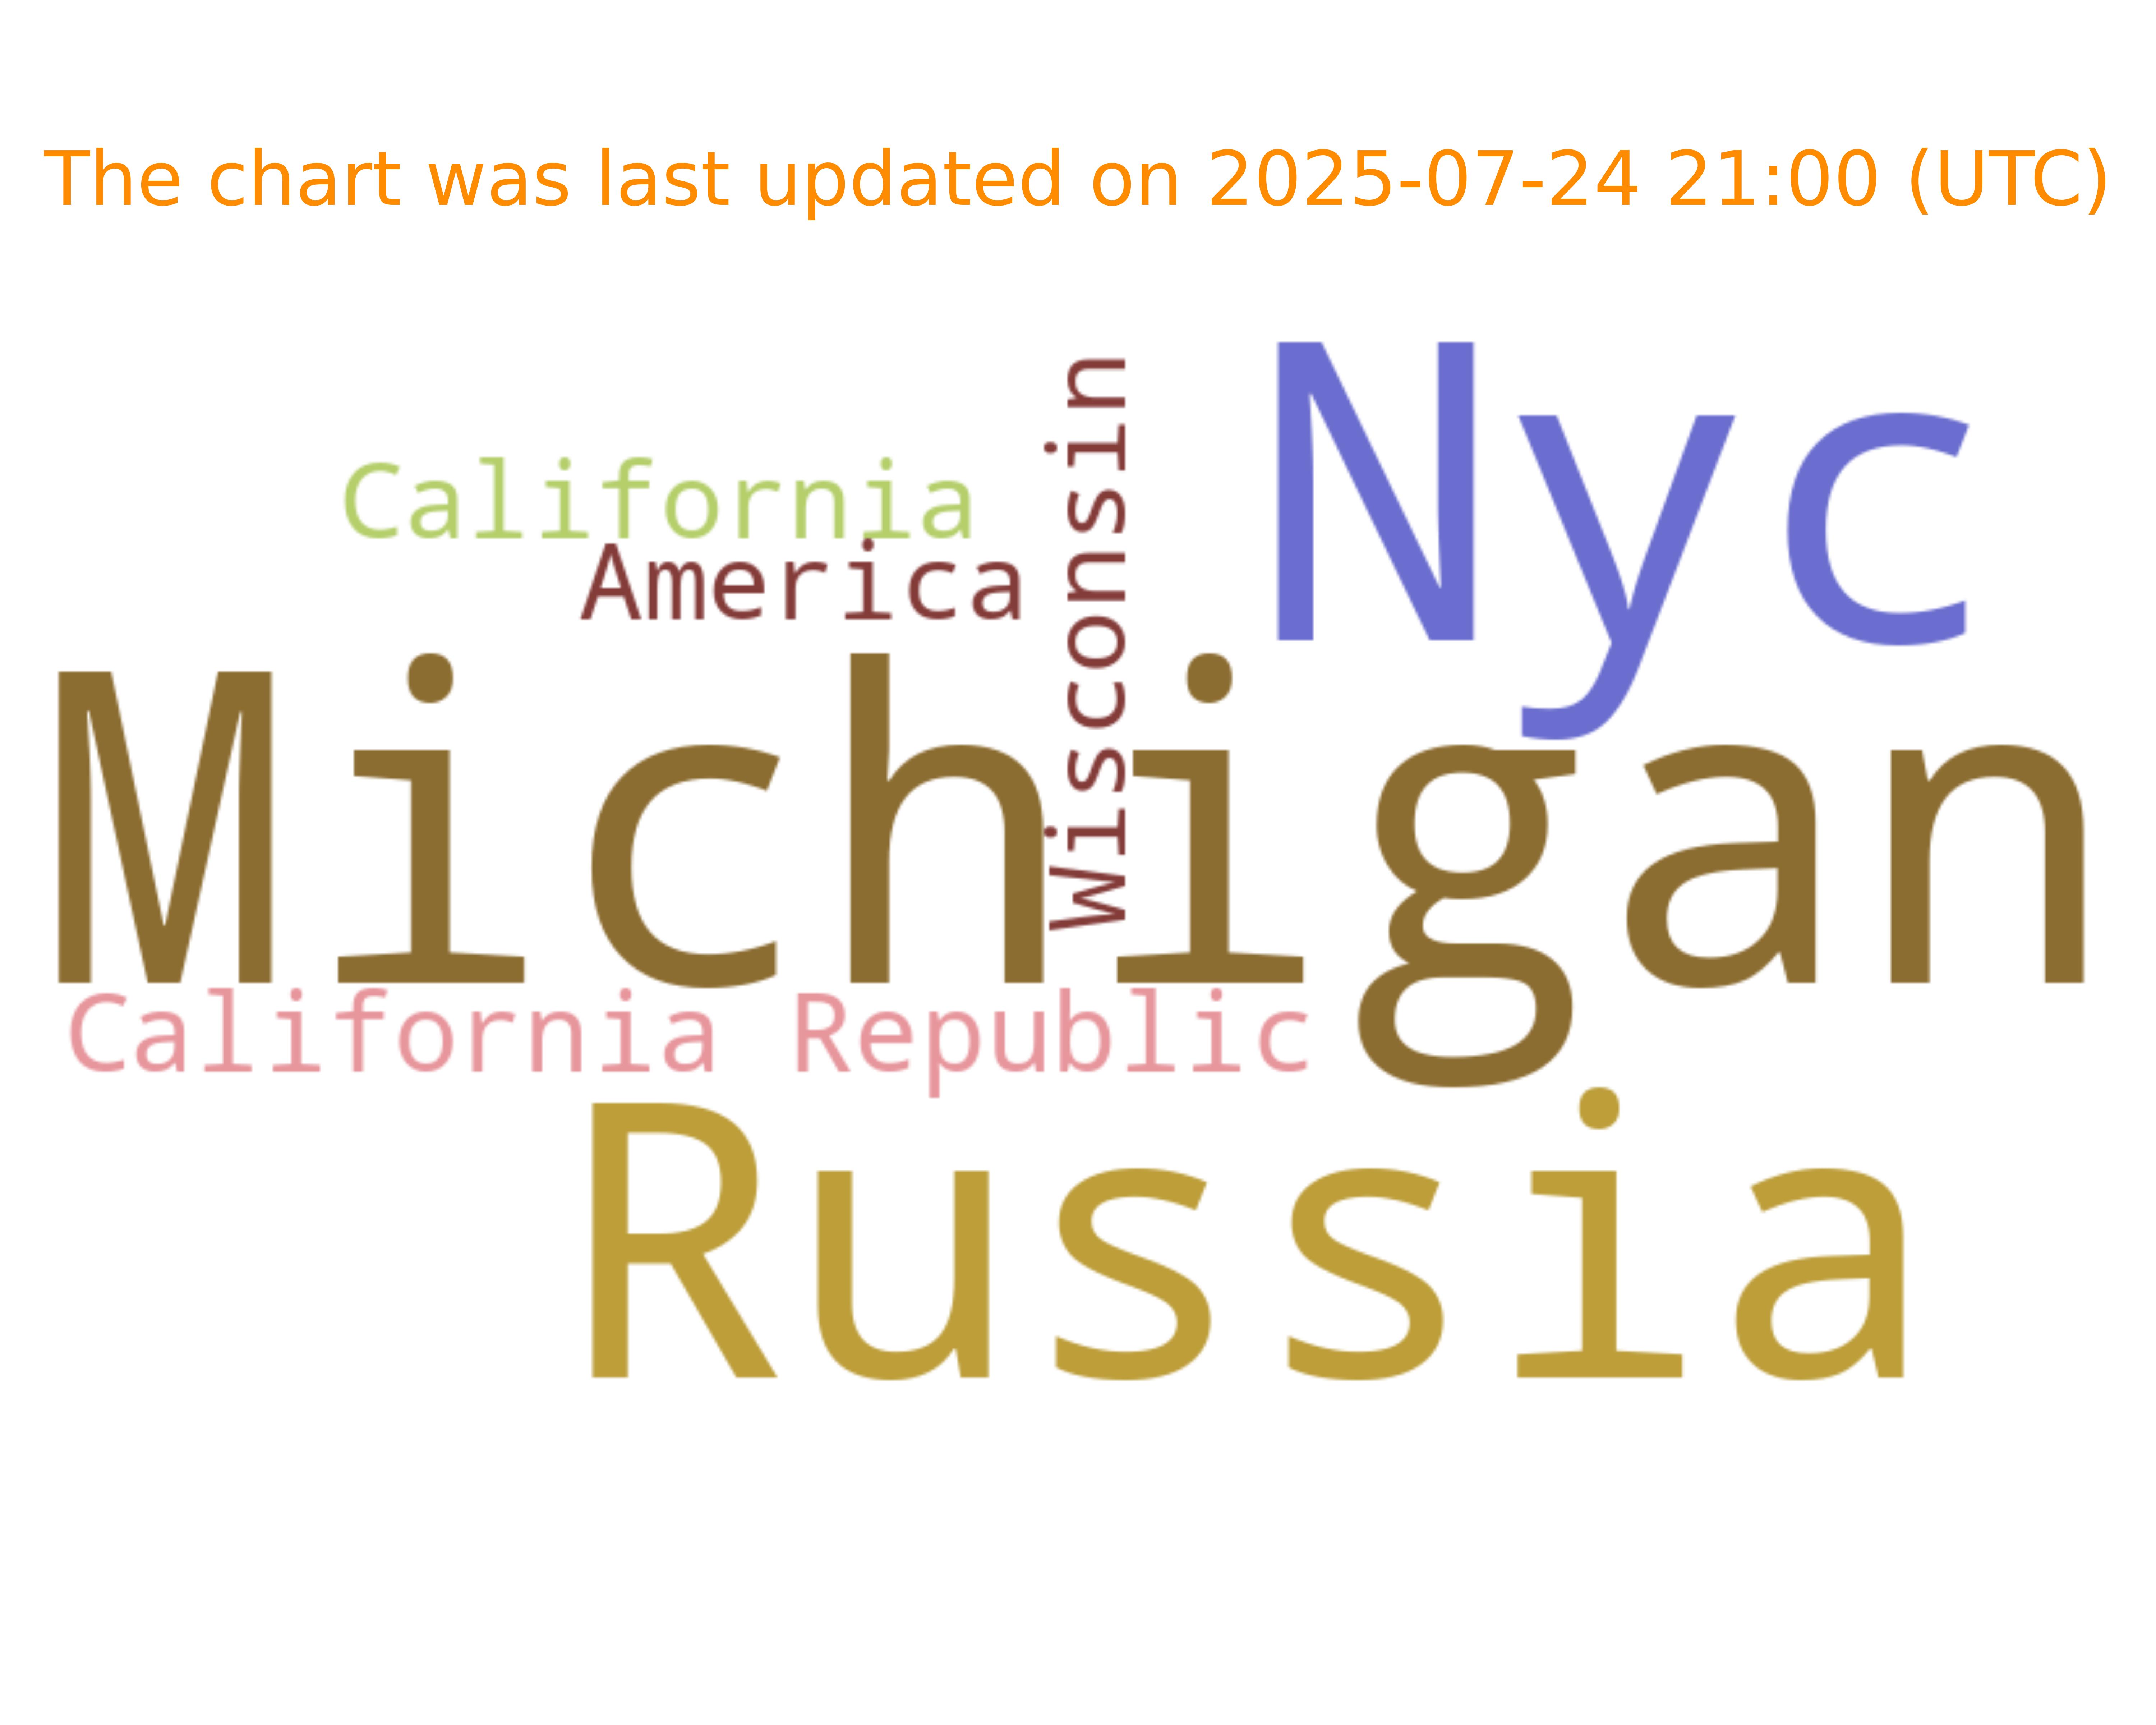 The chart was last updated on 2025-07-24 21:00 (UTC)
Nyc
California
Wisconsin
America
Michigan
California Republic
Russia